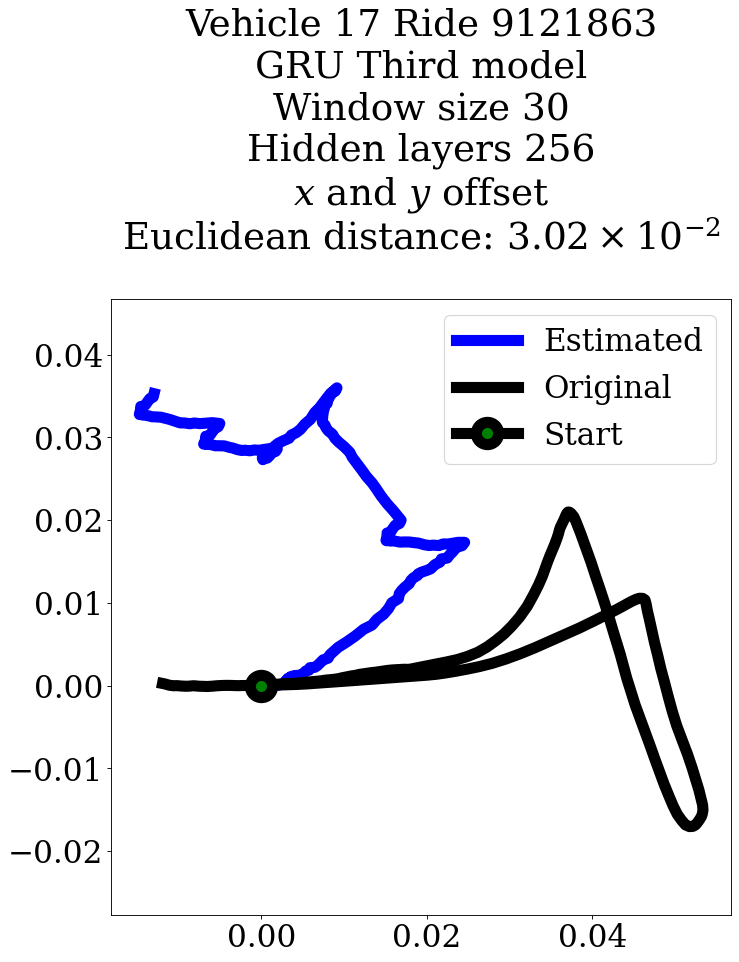 Vehicle 17 Ride 9121863
GRU Third model
Window size 30
Hidden layers 256
x and y offset
Euclidean distance: 3.02 × 10⁻²
Estimated
Original
Start
0.04
0.03
0.02
0.01
0.00
−0.01
−0.02
0.00 0.02 0.04